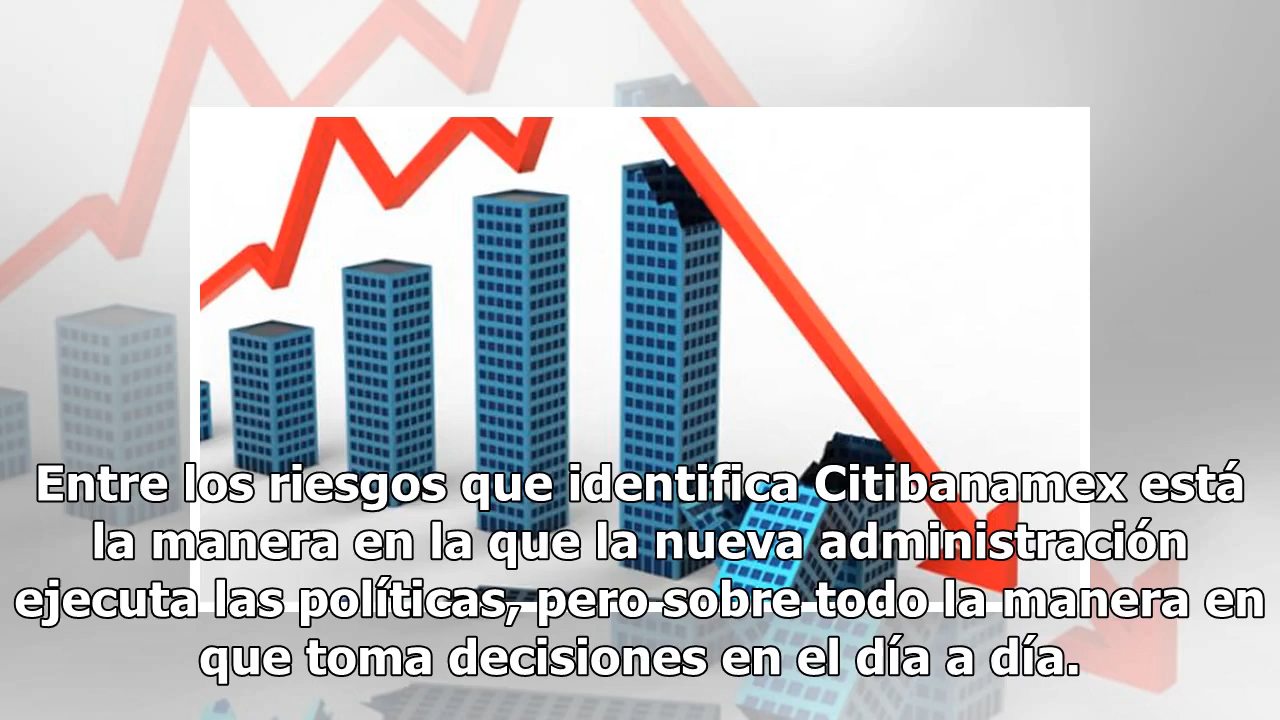 Entre los riesgos que identifica Citibanamex está
la manera en la que la nueva administración
ejecuta las políticas, pero sobre todo la manera en
que toma decisiones en el día a día.